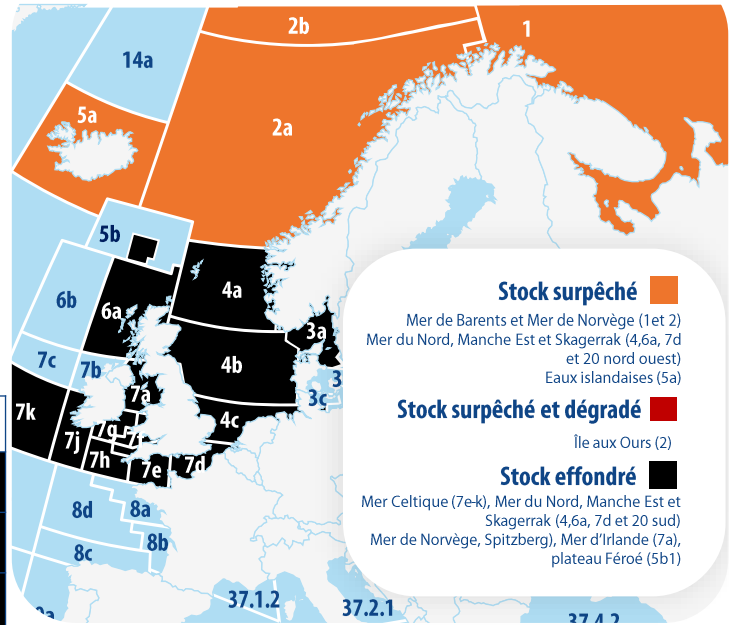 2b
1
14a
5a
2a
5b
6b
6a
4a
3a
7c
7b
7a
4b
3
3c
7k
7j
7g
7f
4c
7h
7e
7d
8d
8a
8b
8c
9a
37.1.2
37.2.1
37.4.2
Stock surpêché
Mer de Barents et Mer de Norvège (1et 2)
Mer du Nord, Manche Est et Skagerrak (4,6a, 7d
et 20 nord ouest)
Eaux islandaises (5a)
Stock surpêché et dégradé
Île aux Ours (2)
Stock effondré
Mer Celtique (7e-k), Mer du Nord, Manche Est et
Skagerrak (4,6a, 7d et 20 sud)
Mer de Norvège, Spitzberg), Mer d'Irlande (7a),
plateau Féroé (5b1)